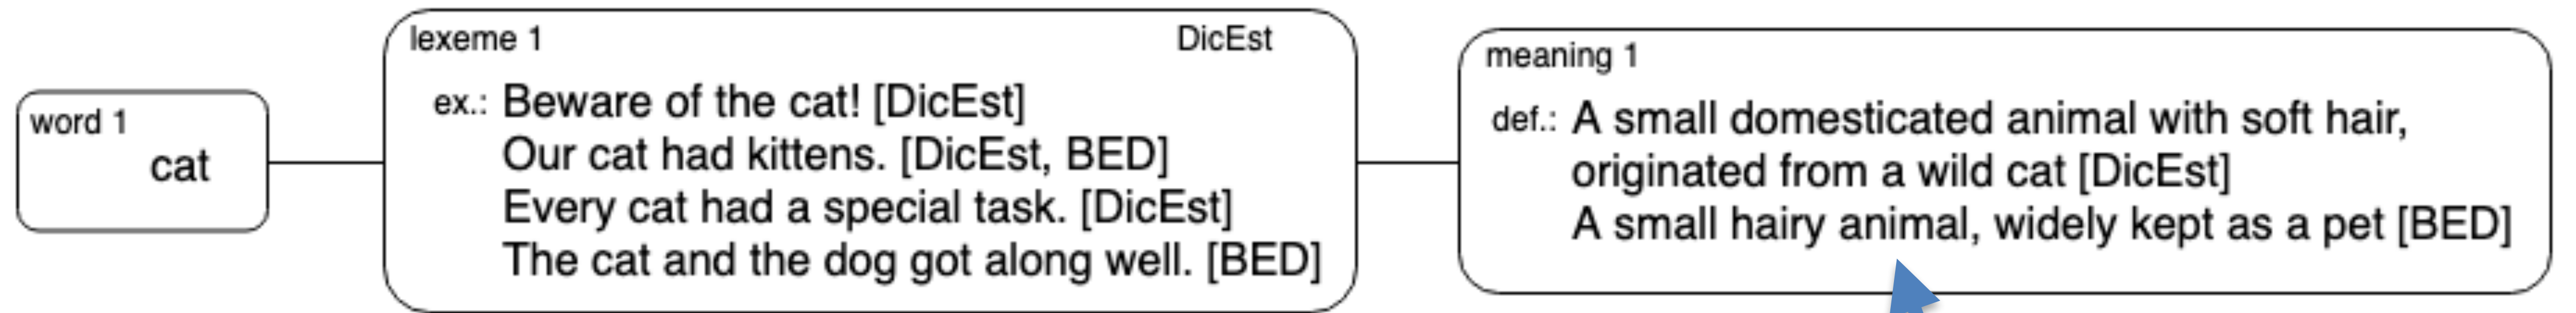 word 1
cat
lexeme 1 DicEst
ex.: Beware of the cat! [DicEst]
Our cat had kittens. [DicEst, BED]
Every cat had a special task. [DicEst]
The cat and the dog got along well. [BED]
meaning 1
def.: A small domesticated animal with soft hair,
originated from a wild cat [DicEst]
A small hairy animal, widely kept as a pet [BED]